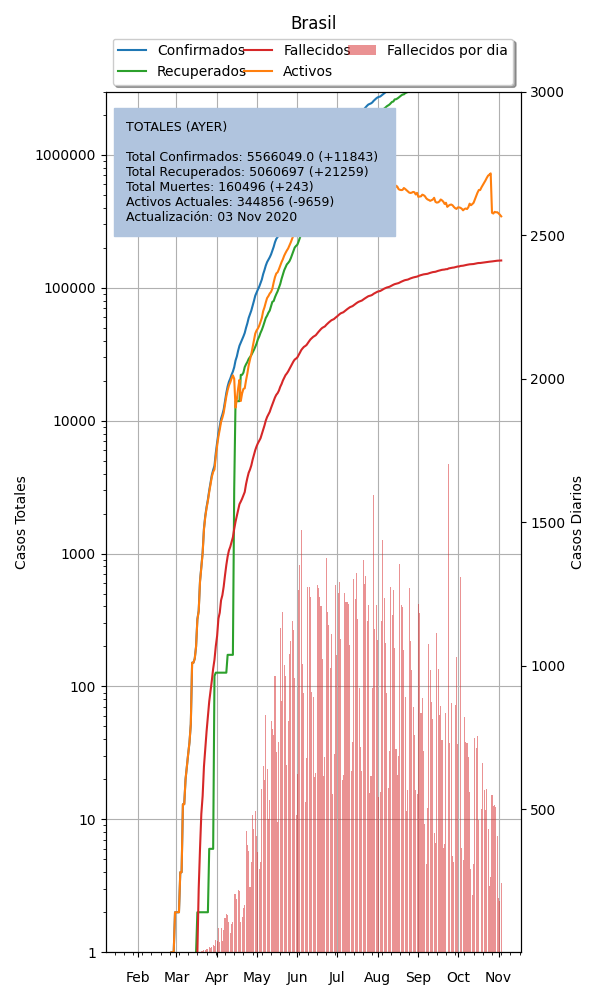 Brasil
Confirmados
Recuperados
Fallecidos
Activos
Fallecidos por dia
TOTALES (AYER)
Total Confirmados: 5566049.0 (+11843)
Total Recuperados: 5060697 (+21259)
Total Muertes: 160496 (+243)
Activos Actuales: 344856 (-9659)
Actualización: 03 Nov 2020
Casos Totales
1000000
100000
10000
1000
100
10
1
Casos Diarios
3000
2500
2000
1500
1000
500
Feb Mar Apr May Jun Jul Aug Sep Oct Nov